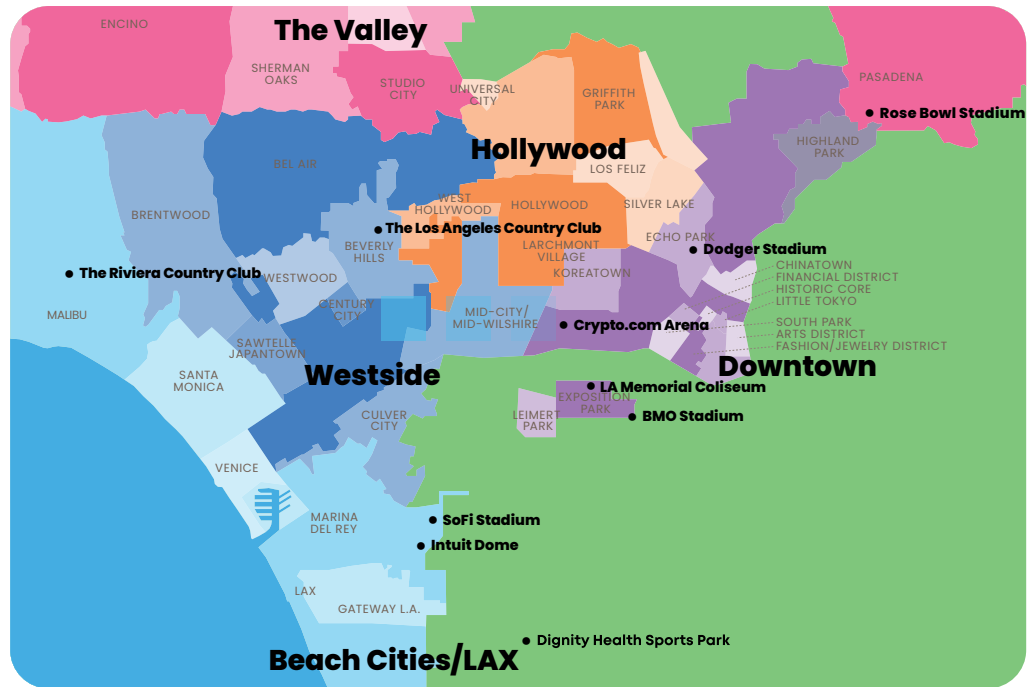 ENCINO
The Valley
SHERMAN
OAKS
STUDIO
CITY
UNIVERSAL
CITY
GRIFFITH
PARK
PASADENA
Rose Bowl Stadium
HIGHLAND
PARK
Hollywood
BEL AIR
LOS FELIZ
WEST
HOLLYWOOD
HOLLYWOOD
SILVER LAKE
BRENTWOOD
The Los Angeles Country Club
ECHO PARK
BEVERLY
HILLS
LARCHMONT
VILLAGE
Dodger Stadium
KOREATOWN
The Riviera Country Club
WESTWOOD
CHINATOWN
FINANCIAL DISTRICT
HISTORIC CORE
LITTLE TOKYO
CENTURY
CITY
MALIBU
MID-CITY/
MID-WILSHIRE
Crypto.com Arena
SOUTH PARK
ARTS DISTRICT
FASHION/JEWELRY DISTRICT
SAWTELLE
JAPANTOWN
Downtown
Westside
SANTA
MONICA
LA Memorial Coliseum
EXPOSITION
PARK
BMO Stadium
CULVER
CITY
LEIMERT
PARK
VENICE
MARINA
DEL REY
SoFi Stadium
Intuit Dome
LAX
GATEWAY L.A.
Dignity Health Sports Park
Beach Cities/LAX